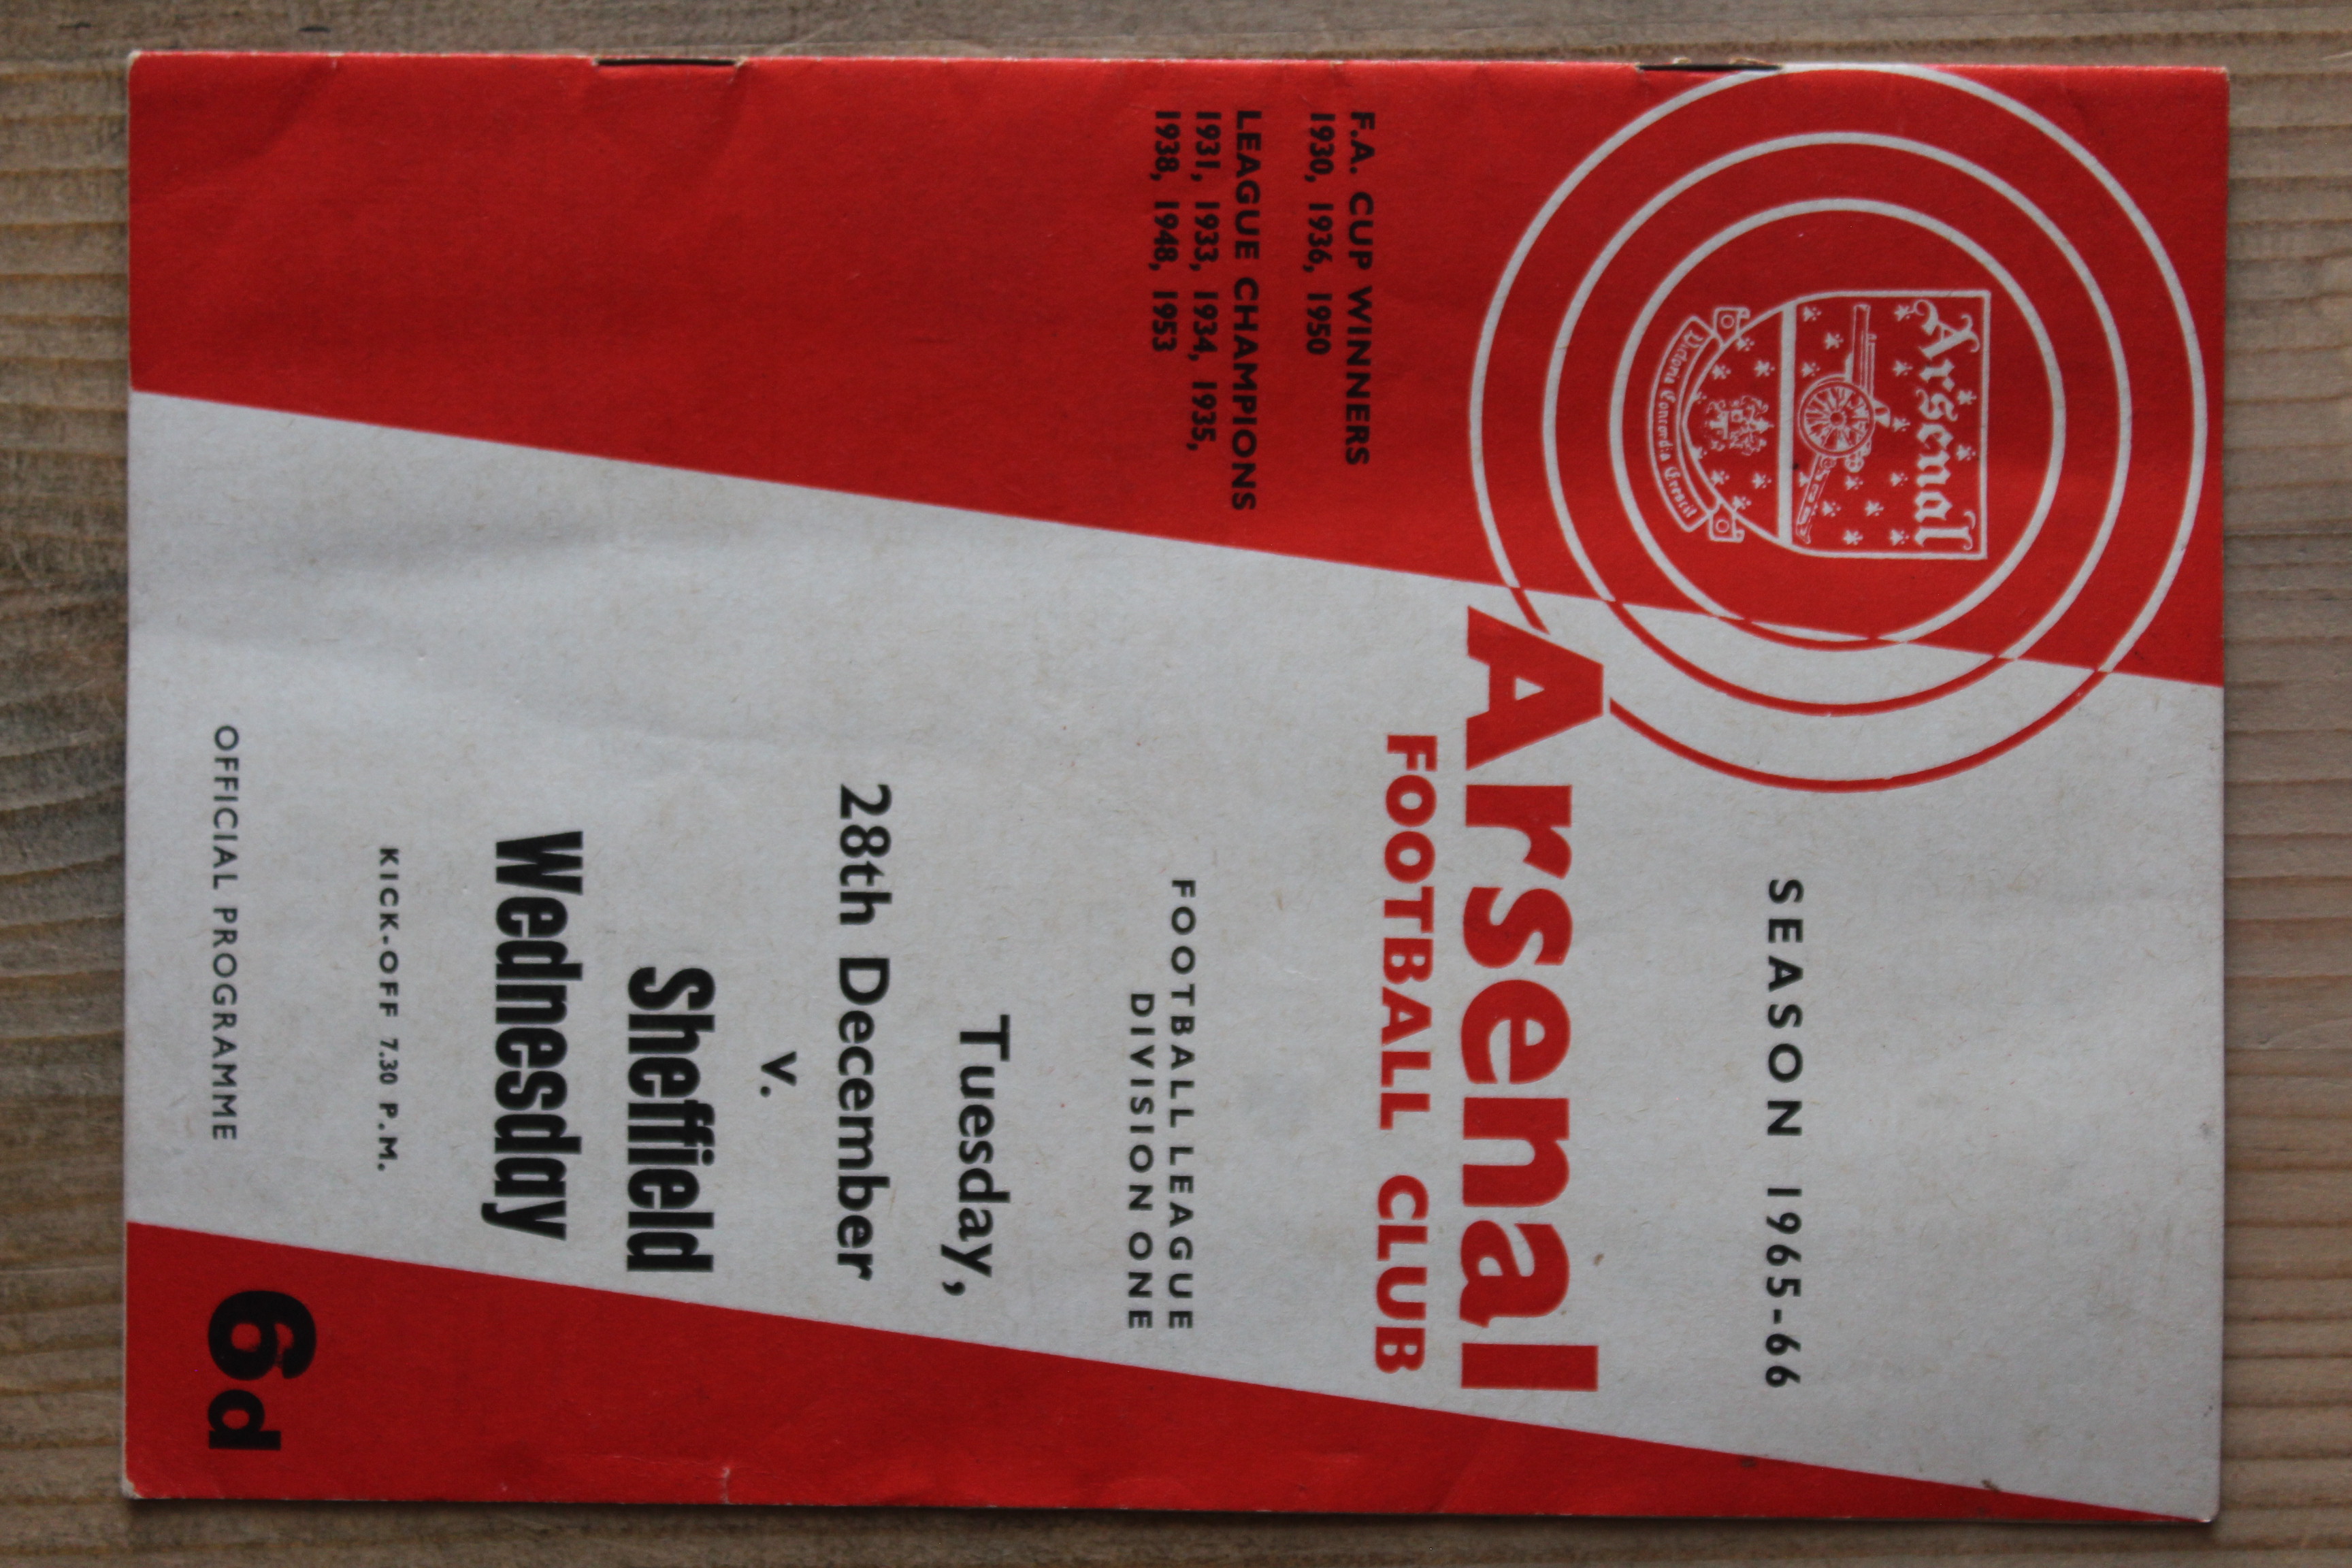 SEASON 1965-66
Arsenal
Victoria Concordia Crescit
Arsenal
FOOTBALL CLUB
F.A. CUP WINNERS
1930, 1936, 1950
LEAGUE CHAMPIONS
1931, 1933, 1934, 1935,
1938, 1948, 1953
FOOTBALL LEAGUE
DIVISION ONE
Tuesday,
28th December
v.
Sheffield
Wednesday
KICK-OFF 7.30 P.M.
OFFICIAL PROGRAMME
6d